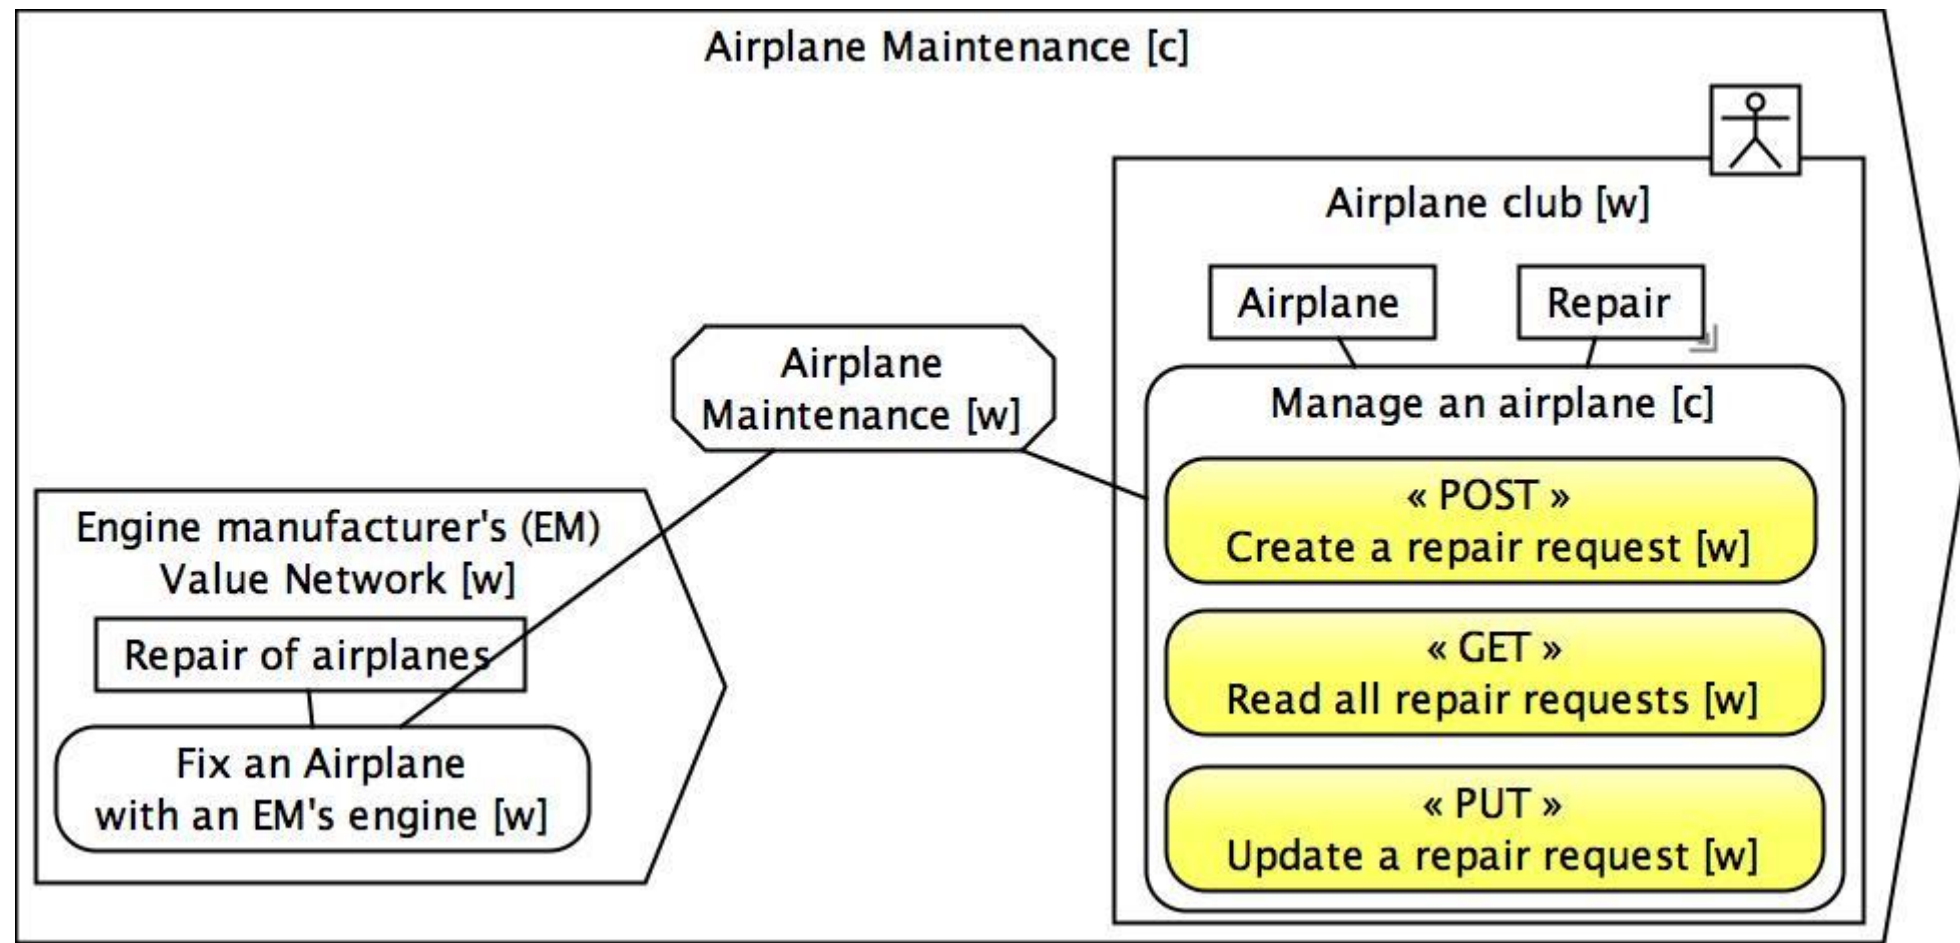 Airplane Maintenance [c]
Airplane club [w]
Airplane
Repair
Airplane
Maintenance [w]
Manage an airplane [c]
« POST »
Create a repair request [w]
« GET »
Read all repair requests [w]
« PUT »
Update a repair request [w]
Engine manufacturer's (EM)
Value Network [w]
Repair of airplanes
Fix an Airplane
with an EM's engine [w]